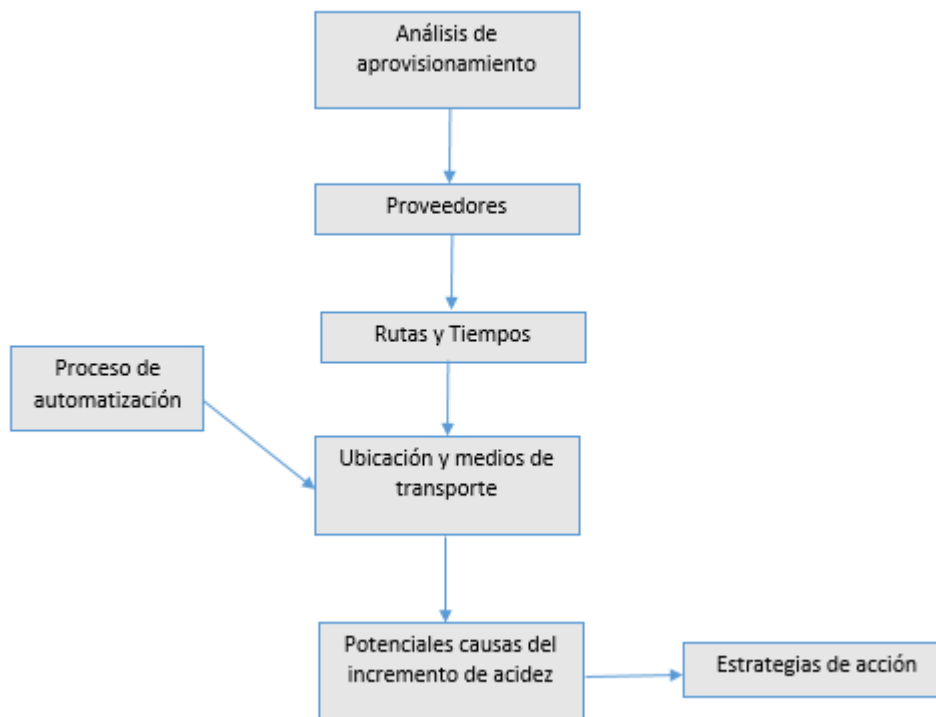 Análisis de
aprovisionamiento
Proveedores
Rutas y Tiempos
Proceso de
automatización
Ubicación y medios de
transporte
Potenciales causas del
incremento de acidez
Estrategias de acción